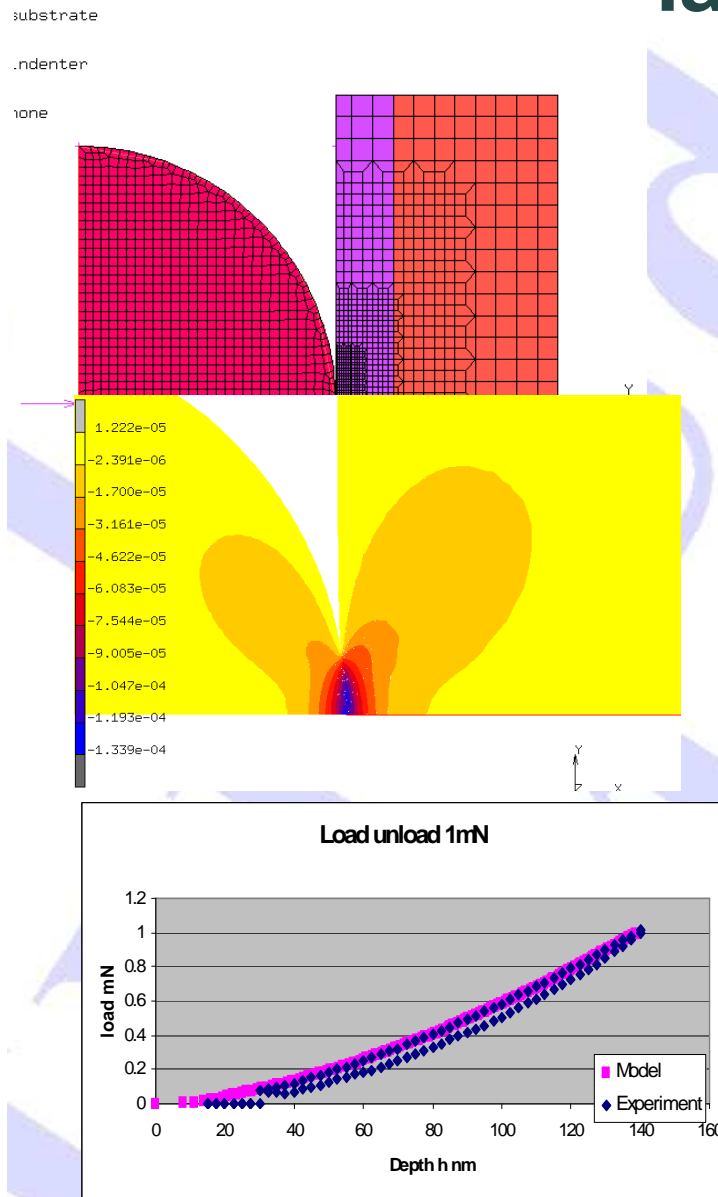 substrate
indenter
none
Y
1.222e-05
-2.391e-06
-1.700e-05
-3.161e-05
-4.622e-05
-6.083e-05
-7.544e-05
-9.005e-05
-1.047e-04
-1.193e-04
-1.339e-04
Y
Z X
Load unload 1mN
1.2
1
0.8
0.6
0.4
0.2
0
load mN
Model
Experiment
0 20 40 60 80 100 120 140 160
Depth h nm